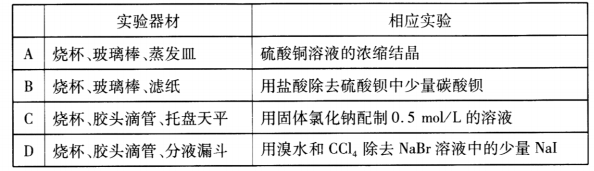 实验器材 相应实验
A 烧杯、玻璃棒、蒸发皿 硫酸铜溶液的浓缩结晶
B 烧杯、玻璃棒、滤纸 用盐酸除去硫酸钡中少量碳酸钡
C 烧杯、胶头滴管、托盘天平 用固体氯化钠配制0.5 mol/L的溶液
D 烧杯、胶头滴管、分液漏斗 用溴水和CCl₄除去NaBr溶液中的少量NaI